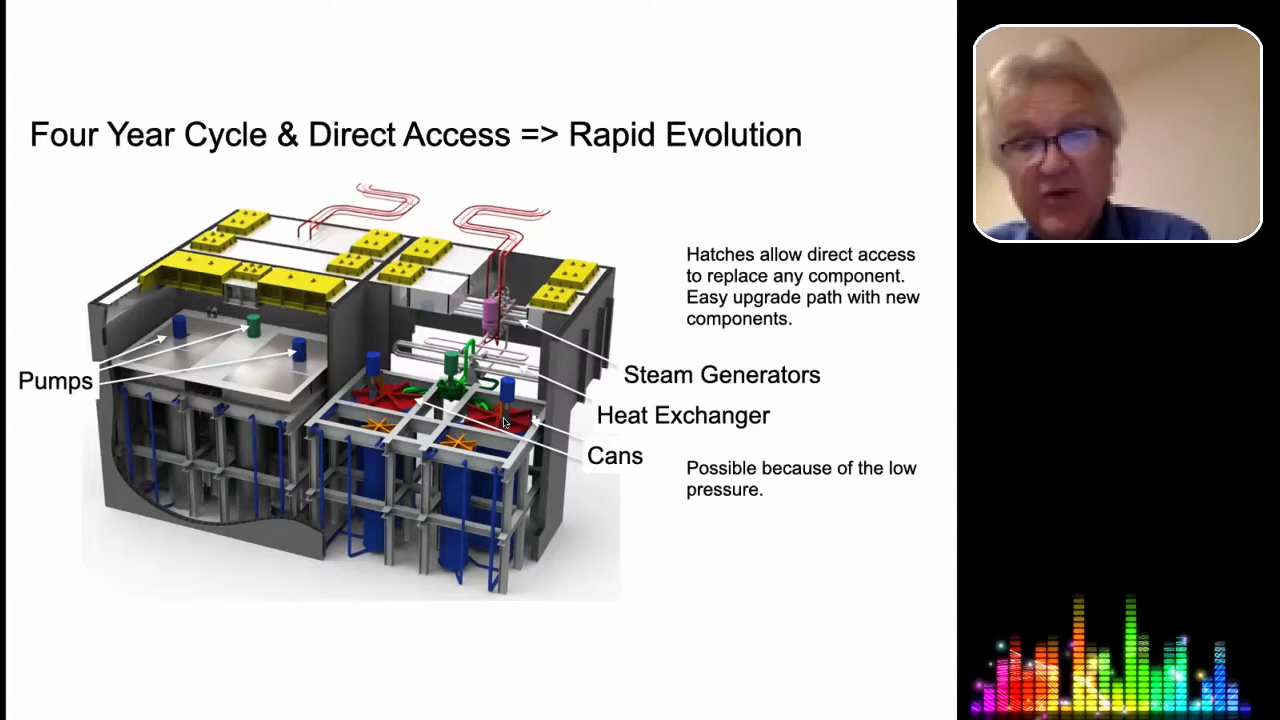 Four Year Cycle & Direct Access => Rapid Evolution
Hatches allow direct access
to replace any component.
Easy upgrade path with new
components.
Pumps
Steam Generators
Heat Exchanger
Cans
Possible because of the low
pressure.